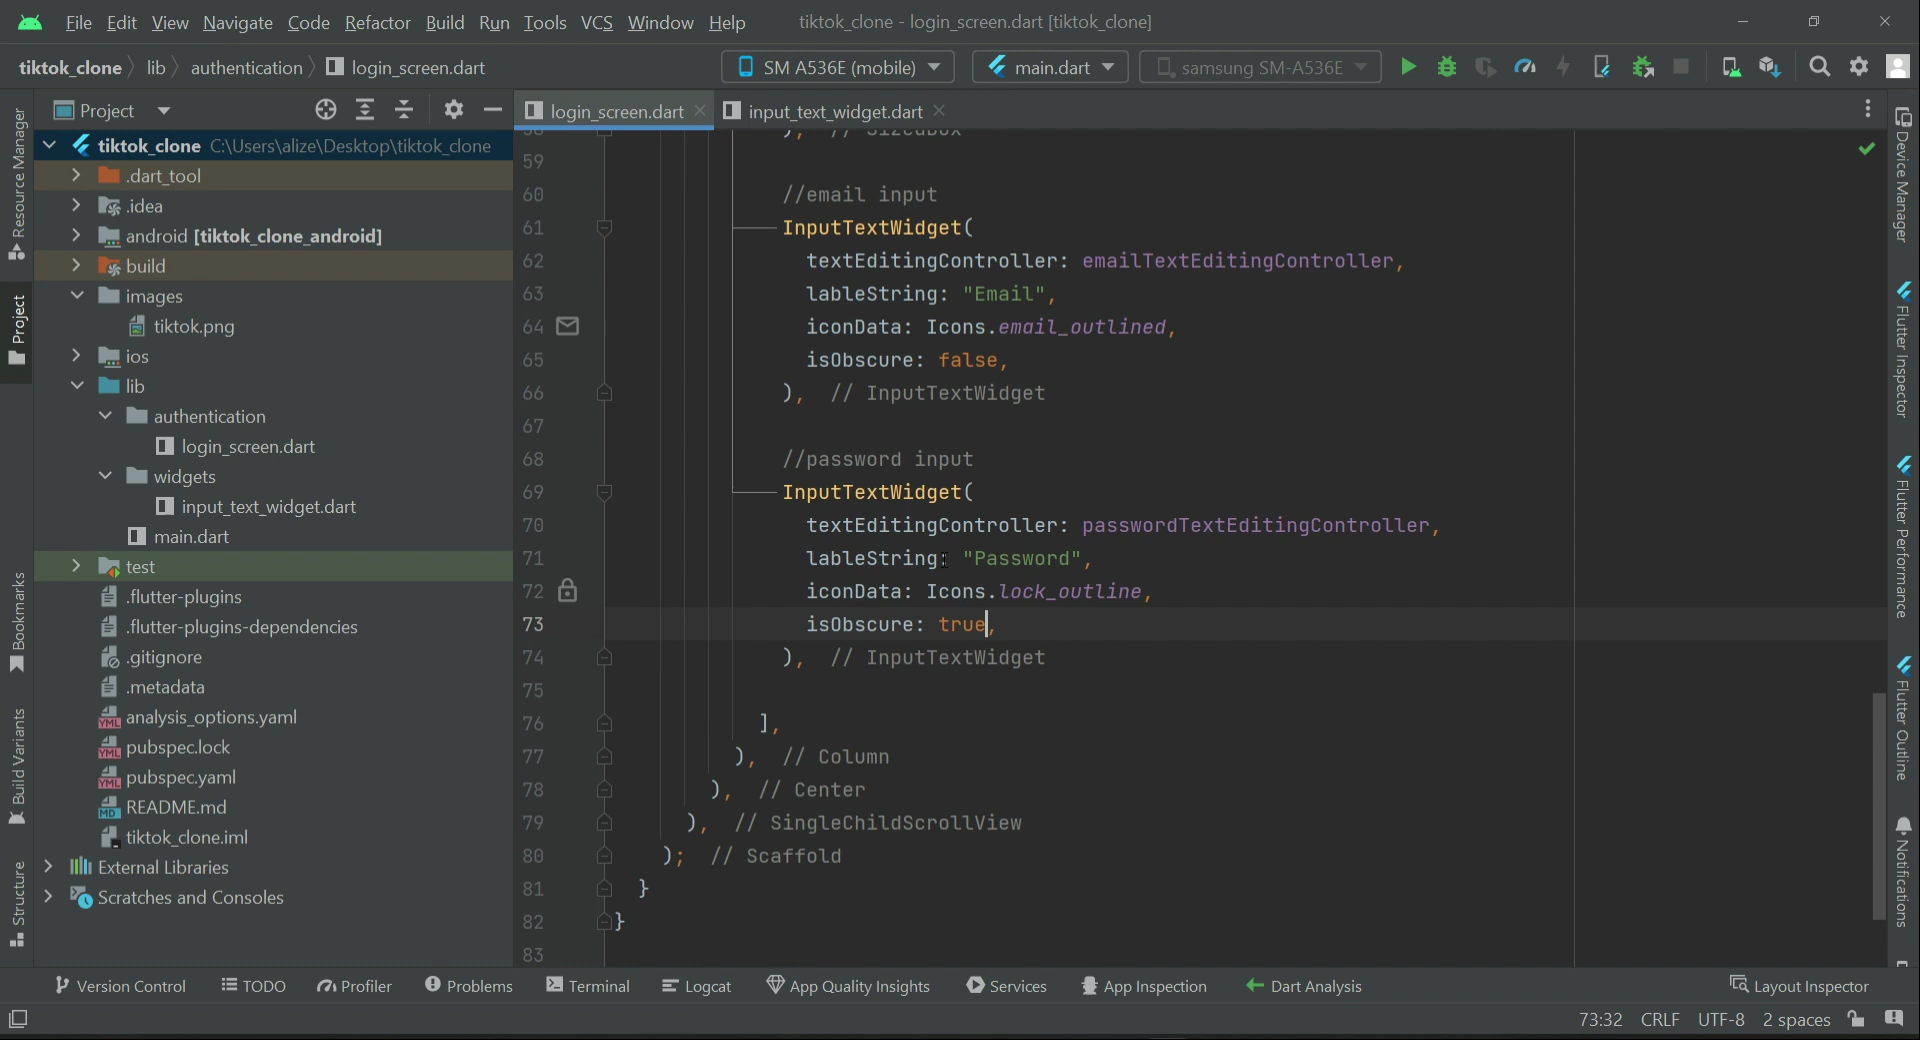 File Edit View Navigate Code Refactor Build Run Tools VCS Window Help tiktok_clone - login_screen.dart [tiktok_clone]
tiktok_clone lib authentication login_screen.dart SM A536E (mobile) main.dart samsung SM-A536E
Project
login_screen.dart input_text_widget.dart
tiktok_clone C:\Users\alize\Desktop\tiktok_clone
.dart_tool
.idea
android [tiktok_clone_android]
build
images
tiktok.png
ios
lib
authentication
login_screen.dart
widgets
input_text_widget.dart
main.dart
test
.flutter-plugins
.flutter-plugins-dependencies
.gitignore
.metadata
analysis_options.yaml
pubspec.lock
pubspec.yaml
README.md
tiktok_clone.iml
External Libraries
Scratches and Consoles
Resource Manager
Project
Bookmarks
Build Variants
Structure
58 ), // SizedBox
59
60 //email input
61 InputTextWidget(
62 textEditingController: emailTextEditingController,
63 lableString: "Email",
64 iconData: Icons.email_outlined,
65 isObscure: false,
66 ), // InputTextWidget
67
68 //password input
69 InputTextWidget(
70 textEditingController: passwordTextEditingController,
71 lableString: "Password",
72 iconData: Icons.lock_outline,
73 isObscure: true,
74 ), // InputTextWidget
75
76 ],
77 ), // Column
78 ), // Center
79 ), // SingleChildScrollView
80 ); // Scaffold
81 }
82 }
83
Device Manager
Flutter Inspector
Flutter Performance
Flutter Outline
Notifications
Version Control TODO Profiler Problems Terminal Logcat App Quality Insights Services App Inspection Dart Analysis Layout Inspector
73:32 CRLF UTF-8 2 spaces